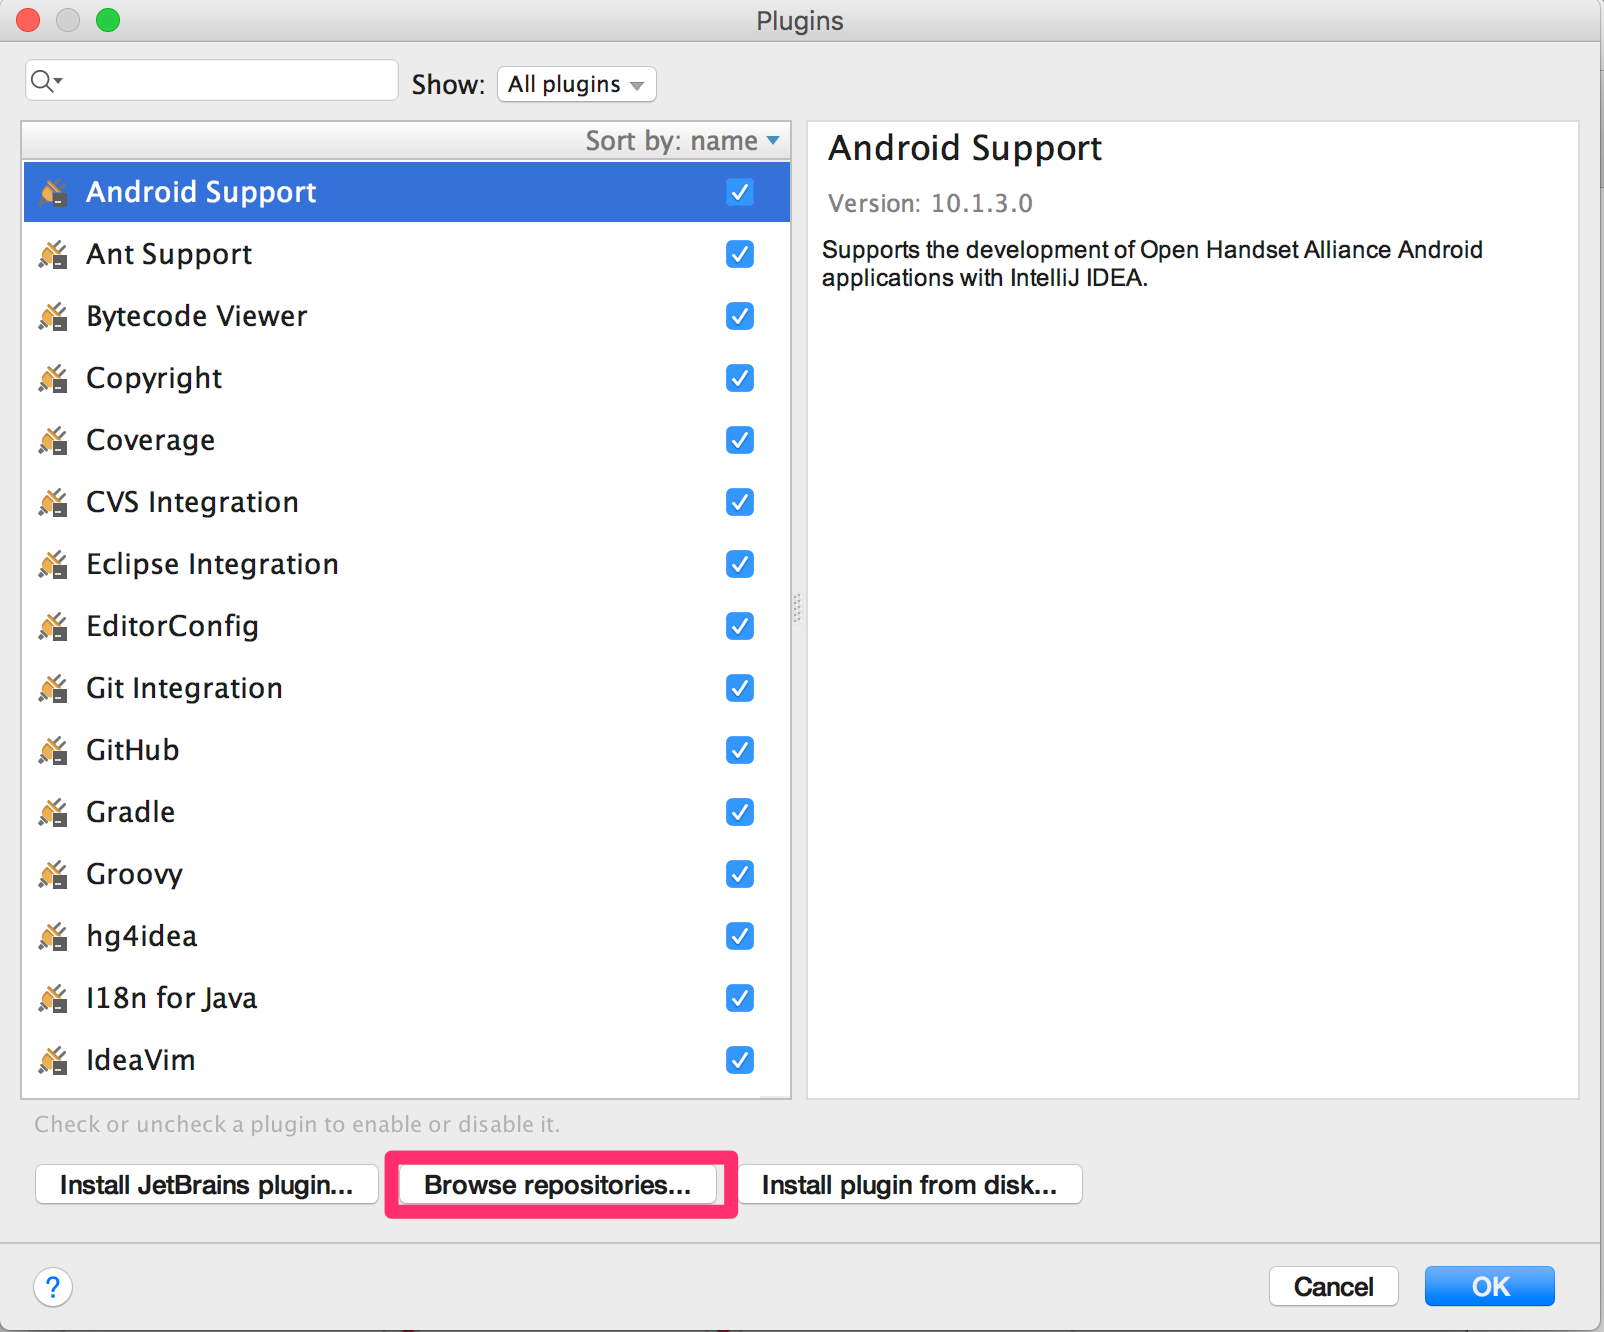 Plugins
Show: All plugins
Sort by: name
Android Support
Ant Support
Bytecode Viewer
Copyright
Coverage
CVS Integration
Eclipse Integration
EditorConfig
Git Integration
GitHub
Gradle
Groovy
hg4idea
I18n for Java
IdeaVim
Android Support
Version: 10.1.3.0
Supports the development of Open Handset Alliance Android
applications with IntelliJ IDEA.
Check or uncheck a plugin to enable or disable it.
Install JetBrains plugin... Browse repositories... Install plugin from disk...
? Cancel OK